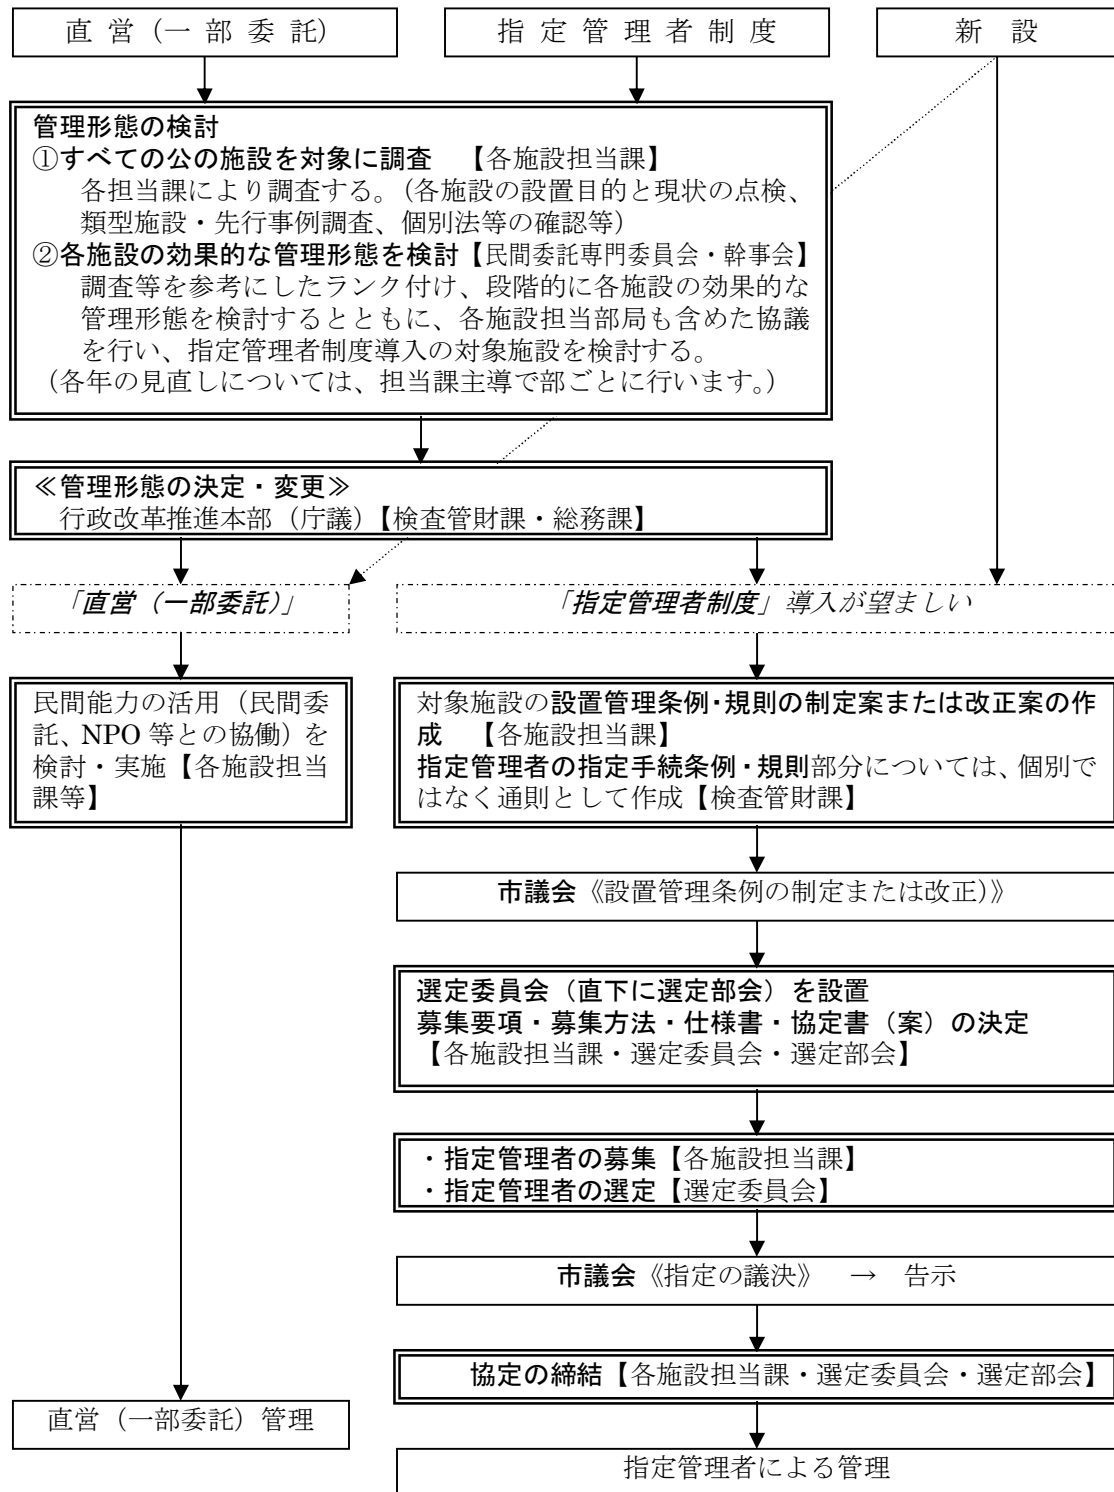 直営（一部委託）
指定管理者制度
新設
管理形態の検討
①すべての公の施設を対象に調査　【各施設担当課】
各担当課により調査する。（各施設の設置目的と現状の点検、
類型施設・先行事例調査、個別法等の確認等）
②各施設の効果的な管理形態を検討【民間委託専門委員会・幹事会】
調査等を参考にしたランク付け、段階的に各施設の効果的な
管理形態を検討するとともに、各施設担当部局も含めた協議
を行い、指定管理者制度導入の対象施設を検討する。
（各年の見直しについては、担当課主導で部ごとに行います。）
≪管理形態の決定・変更≫
行政改革推進本部（庁議）【検査管財課・総務課】
「直営（一部委託）」
「指定管理者制度」導入が望ましい
民間能力の活用（民間委
託、NPO 等との協働）を
検討・実施【各施設担当
課等】
対象施設の設置管理条例・規則の制定案または改正案の作
成　【各施設担当課】
指定管理者の指定手続条例・規則部分については、個別で
はなく通則として作成【検査管財課】
市議会《設置管理条例の制定または改正）》
選定委員会（直下に選定部会）を設置
募集要項・募集方法・仕様書・協定書（案）の決定
【各施設担当課・選定委員会・選定部会】
・指定管理者の募集【各施設担当課】
・指定管理者の選定【選定委員会】
市議会《指定の議決》　→　告示
協定の締結【各施設担当課・選定委員会・選定部会】
直営（一部委託）管理
指定管理者による管理